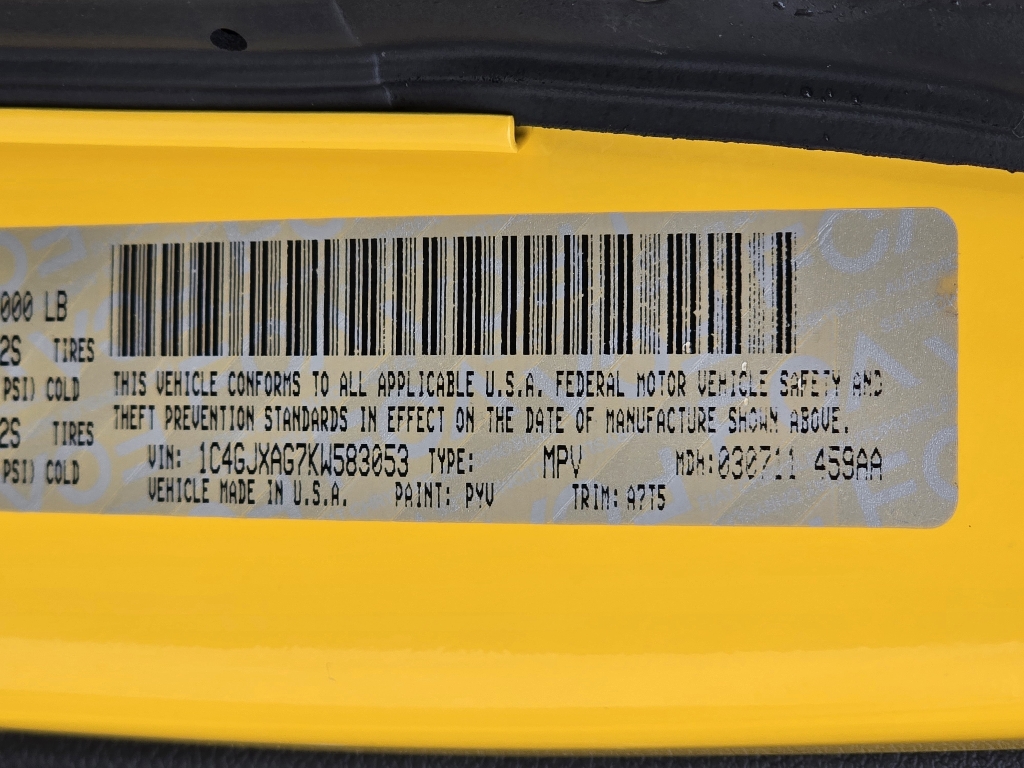 000 LB
2S TIRES
PSI) COLD
2S TIRES
PSI) COLD
THIS VEHICLE CONFORMS TO ALL APPLICABLE U.S.A. FEDERAL MOTOR VEHICLE SAFETY AND
THEFT PREVENTION STANDARDS IN EFFECT ON THE DATE OF MANUFACTURE SHOWN ABOVE.
VIN: 1C4GJXAG7KW583053 TYPE: MPV MDH:030711 459AA
VEHICLE MADE IN U.S.A. PAINT: PYV TRIM: A7T5